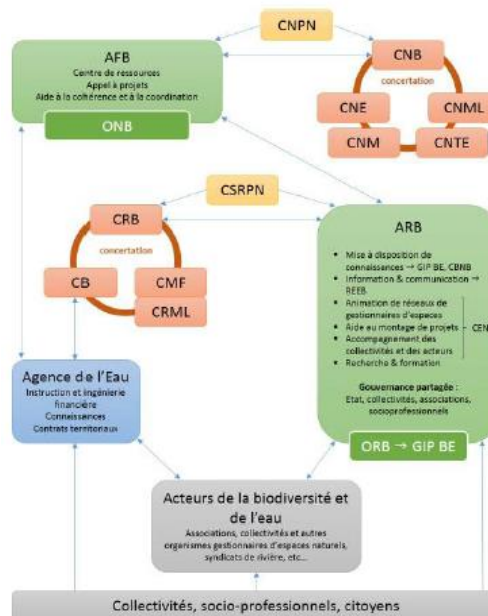 CNPN
AFB
Centre de ressources
Appel à projets
Aide à la cohérence et à la coordination
ONB
CNB
concertation
CNE
CNML
CNM
CNTE
CSRPN
CRB
concertation
CB
CMF
CRML
ARB
• Mise à disposition de
connaissances → GIP BE, CBNB
• Information & communication →
REEB
• Animation de réseaux de
gestionnaires d'espaces
• Aide au montage de projets
CEN
• Accompagnement des
collectivités et des acteurs
• Recherche & formation
Gouvernance partagée :
Etat, collectivités, associations,
socioprofessionnels
ORB → GIP BE
Agence de l'Eau
Instruction et ingénierie
financière
Connaissances
Contrats territoriaux
Acteurs de la biodiversité et
de l'eau
Associations, collectivités et autres
organismes gestionnaires d'espaces naturels,
syndicats de rivière, etc...
Collectivités, socio-professionnels, citoyens